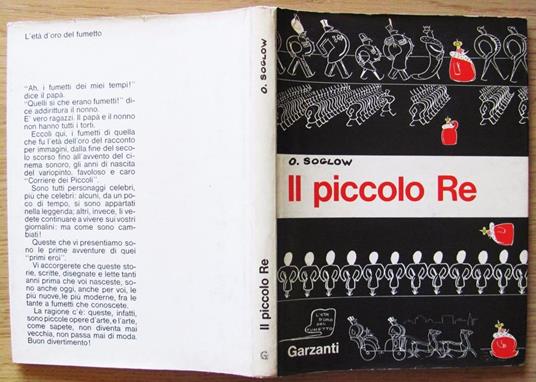 L'età d'oro del fumetto
"Ah, i fumetti dei miei tempi!"
dice il papà.
"Quelli sì che erano fumetti!" di-
ce addirittura il nonno.
E' vero ragazzi. Il papà e il nonno
non hanno tutti i torti.
Eccoli qui, i fumetti di quella
che fu l'età dell'oro del racconto
per immagini, dalla fine del seco-
lo scorso fino all'avvento del ci-
nema sonoro, gli anni di nascita
del variopinto, favoloso e caro
"Corriere dei Piccoli".
Sono tutti personaggi celebri,
più che celebri: alcuni, da un po-
co di tempo, si sono appartati
nella leggenda; altri, invece, li ve-
dete continuare a vivere sui vostri
giornalini: ma come sono cam-
biati!
Queste che vi presentiamo so-
no le prime avventure di quei
"primi eroi".
Vi accorgerete che queste sto-
rie, scritte, disegnate e lette tanti
anni prima che voi nasceste, so-
no anche oggi, anche per voi, le
più nuove, le più moderne, fra le
tante a fumetti che conoscete.
La ragione c'è: queste, infatti,
sono piccole opere d'arte, e l'arte,
come sapete, non diventa mai
vecchia, non passa mai di moda.
Buon divertimento!
O. SOGLOW
Il piccolo Re
G
O. SOGLOW
Il piccolo Re
L'ETÀ
D'ORO
DEL
FUMETTO
Garzanti